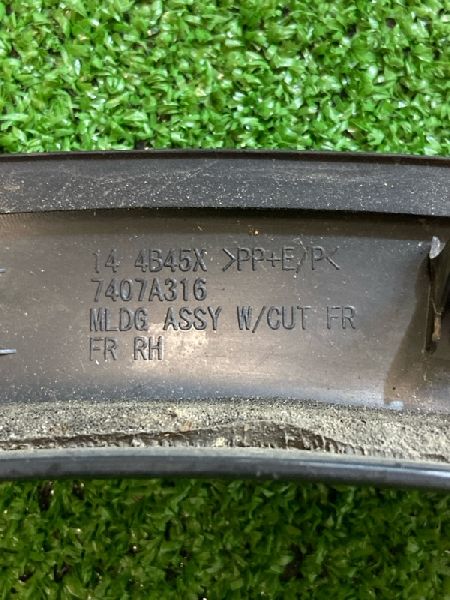 14 4B45X >PP+E/P<
7407A316
MLDG ASSY W/CUT FR
FR RH